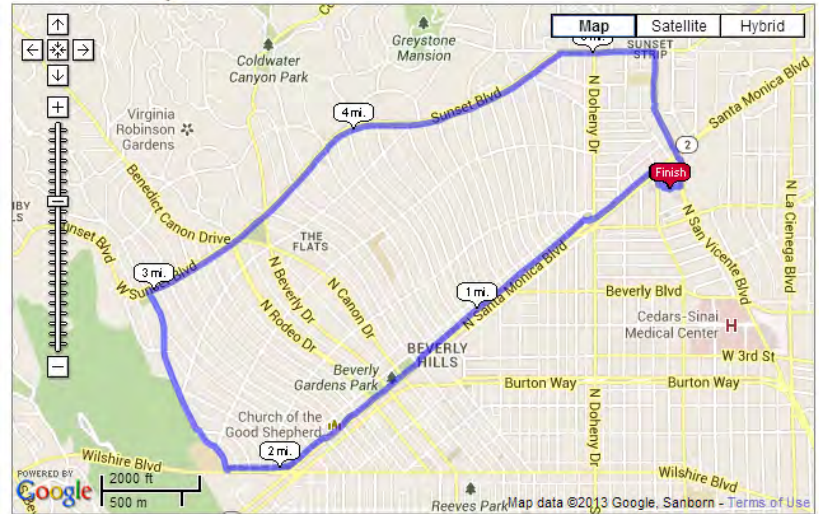 Map
Satellite
Hybrid
Greystone
Mansion
SUNSET
STRIP
Coldwater
Canyon Park
Santa Monica Blvd
Virginia
Robinson
Gardens
4 mi.
Sunset Blvd
N Doheny Dr
2
Finish
Benedict Canon Drive
THE
FLATS
Sunset Blvd
N San Vicente Blvd
N La Cienega Blvd
3 mi.
W Sunset Blvd
N Beverly Dr
N Canon Dr
N Rodeo Dr
1 mi.
N Santa Monica Blvd
Beverly Blvd
Cedars-Sinai
Medical Center
H
BEVERLY
HILLS
W 3rd St
Beverly
Gardens Park
Burton Way
Burton Way
Church of the
Good Shepherd
N Doheny Dr
2 mi.
Wilshire Blvd
Wilshire Blvd
POWERED BY
Google
2000 ft
500 m
Reeves Park
Map data ©2013 Google, Sanborn - Terms of Use